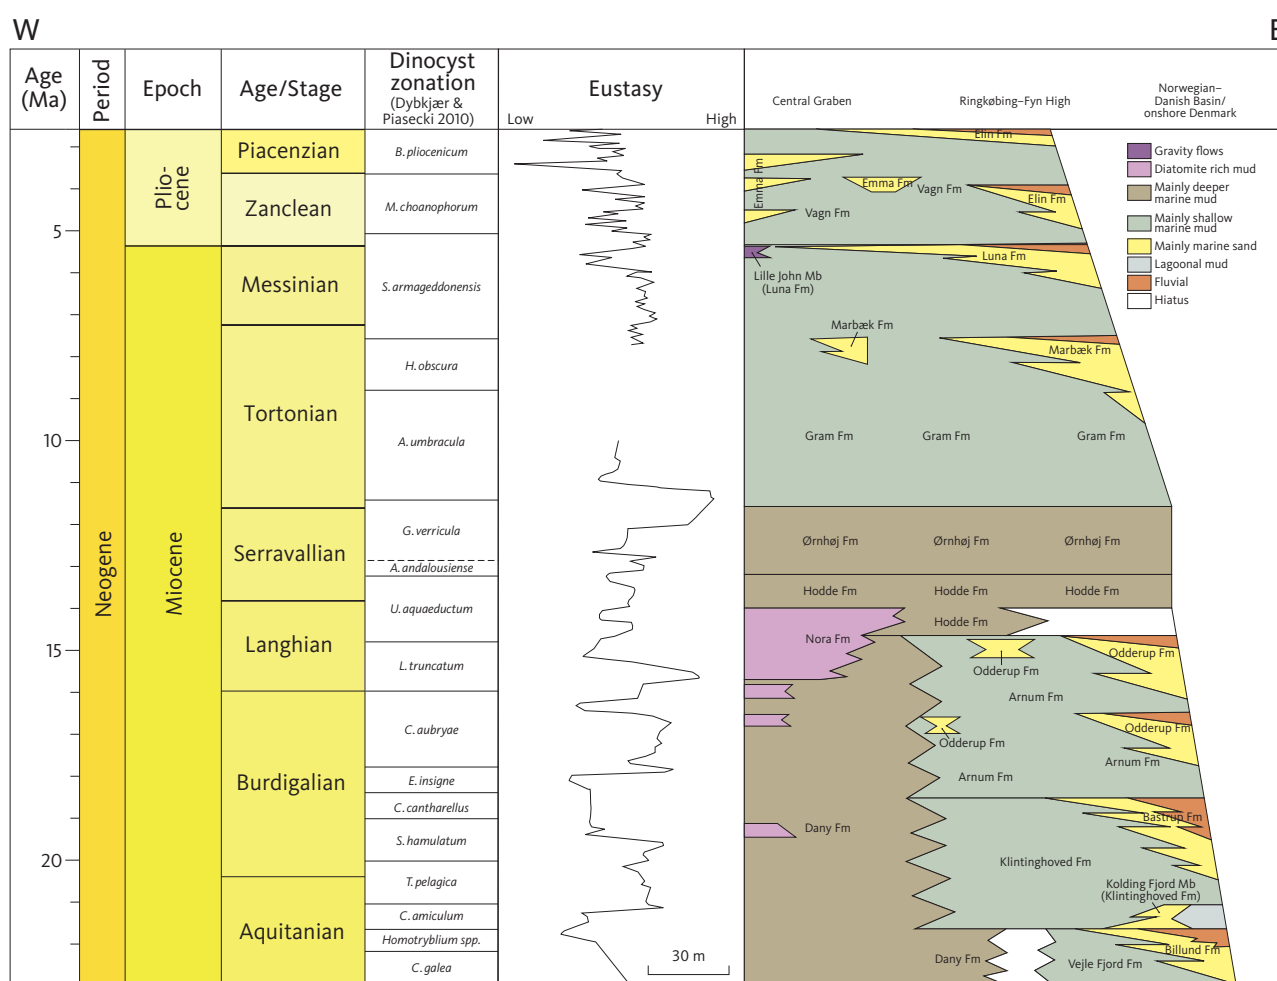 W
E
Age
(Ma)
Period
Epoch
Age/Stage
Dinocyst
zonation
(Dybkjær &
Piasecki 2010)
Eustasy
Low
High
Central Graben
Ringkøbing–Fyn High
Norwegian–
Danish Basin/
onshore Denmark
5
10
15
20
Neogene
Plio-
cene
Miocene
Piacenzian
Zanclean
Messinian
Tortonian
Serravallian
Langhian
Burdigalian
Aquitanian
B. pliocenicum
M. choanophorum
S. armageddonensis
H. obscura
A. umbracula
G. verricula
A. andalousiense
U. aquaeductum
L. truncatum
C. aubryae
E. insigne
C. cantharellus
S. hamulatum
T. pelagica
C. amiculum
Homotryblium spp.
C. galea
30 m
Elin Fm
Emma Fm
Emma Fm
Vagn Fm
Elin Fm
Vagn Fm
Luna Fm
Lille John Mb
(Luna Fm)
Marbæk Fm
Marbæk Fm
Gram Fm
Gram Fm
Gram Fm
Ørnhøj Fm
Ørnhøj Fm
Ørnhøj Fm
Hodde Fm
Hodde Fm
Hodde Fm
Hodde Fm
Nora Fm
Odderup Fm
Odderup Fm
Arnum Fm
Odderup Fm
Odderup Fm
Arnum Fm
Arnum Fm
Bastrup Fm
Dany Fm
Klintinghoved Fm
Kolding Fjord Mb
(Klintinghoved Fm)
Billund Fm
Dany Fm
Vejle Fjord Fm
Gravity flows
Diatomite rich mud
Mainly deeper
marine mud
Mainly shallow
marine mud
Mainly marine sand
Lagoonal mud
Fluvial
Hiatus